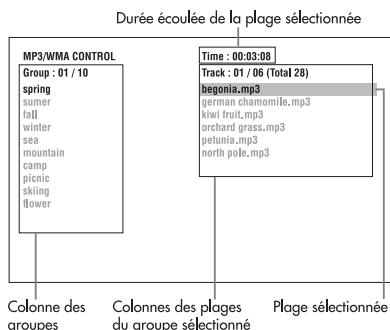 Durée écoulée de la plage sélectionnée
MP3/WMA CONTROL
Time : 00:03:08
Group : 01 / 10
Track : 01 / 06 (Total 28)
spring
sumer
fall
winter
sea
mountain
camp
picnic
skiing
flower
begonia.mp3
german chamomile.mp3
kiwi fruit.mp3
orchard grass.mp3
petunia.mp3
north pole.mp3
Colonne des
groupes
Colonnes des plages
du groupe sélectionné
Plage sélectionnée